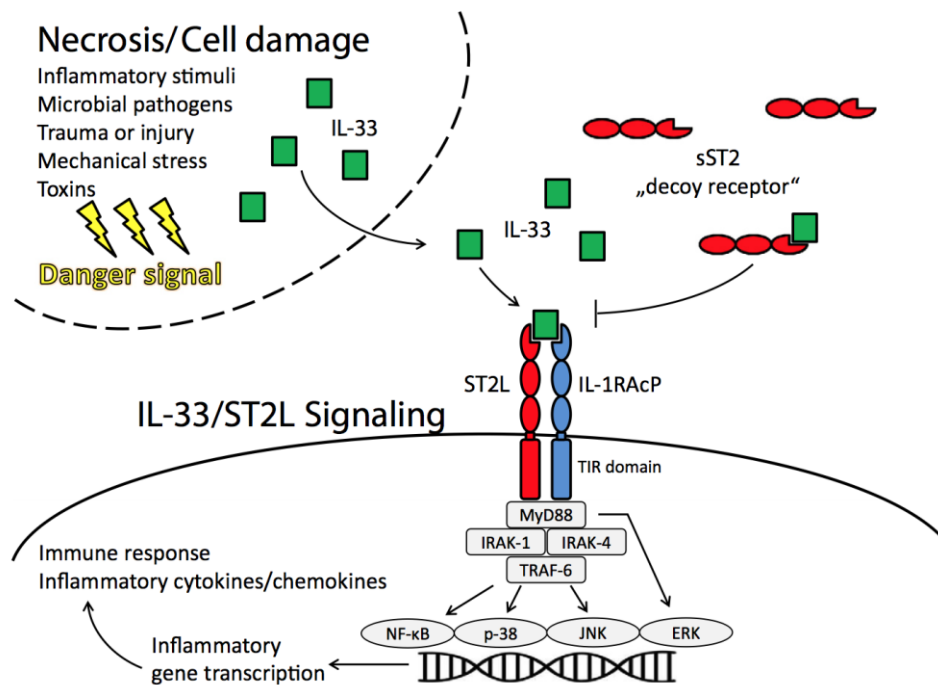 Necrosis/ Cell damage
Inflammatory stimuli
Microbial pathogens
Trauma or injury
Mechanical stress
Toxins
Danger signal
IL-33
IL-33
sST2
„decoy receptor“
ST2L
IL-1RAcP
IL-33/ST2L Signaling
TIR domain
MyD88
IRAK-1
IRAK-4
TRAF-6
NF-κB
p-38
JNK
ERK
Immune response
Inflammatory cytokines/chemokines
Inflammatory
gene transcription